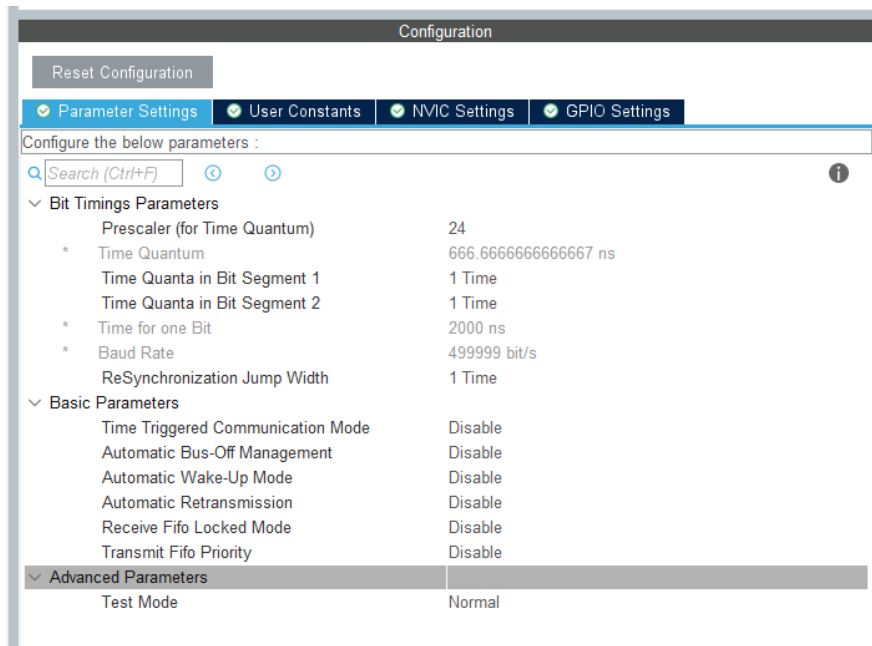 Configuration
Reset Configuration
Parameter Settings User Constants NVIC Settings GPIO Settings
Configure the below parameters :
Search (Ctrl+F)
Bit Timings Parameters
Prescaler (for Time Quantum) 24
* Time Quantum 666.6666666666667 ns
Time Quanta in Bit Segment 1 1 Time
Time Quanta in Bit Segment 2 1 Time
* Time for one Bit 2000 ns
* Baud Rate 499999 bit/s
ReSynchronization Jump Width 1 Time
Basic Parameters
Time Triggered Communication Mode Disable
Automatic Bus-Off Management Disable
Automatic Wake-Up Mode Disable
Automatic Retransmission Disable
Receive Fifo Locked Mode Disable
Transmit Fifo Priority Disable
Advanced Parameters
Test Mode Normal